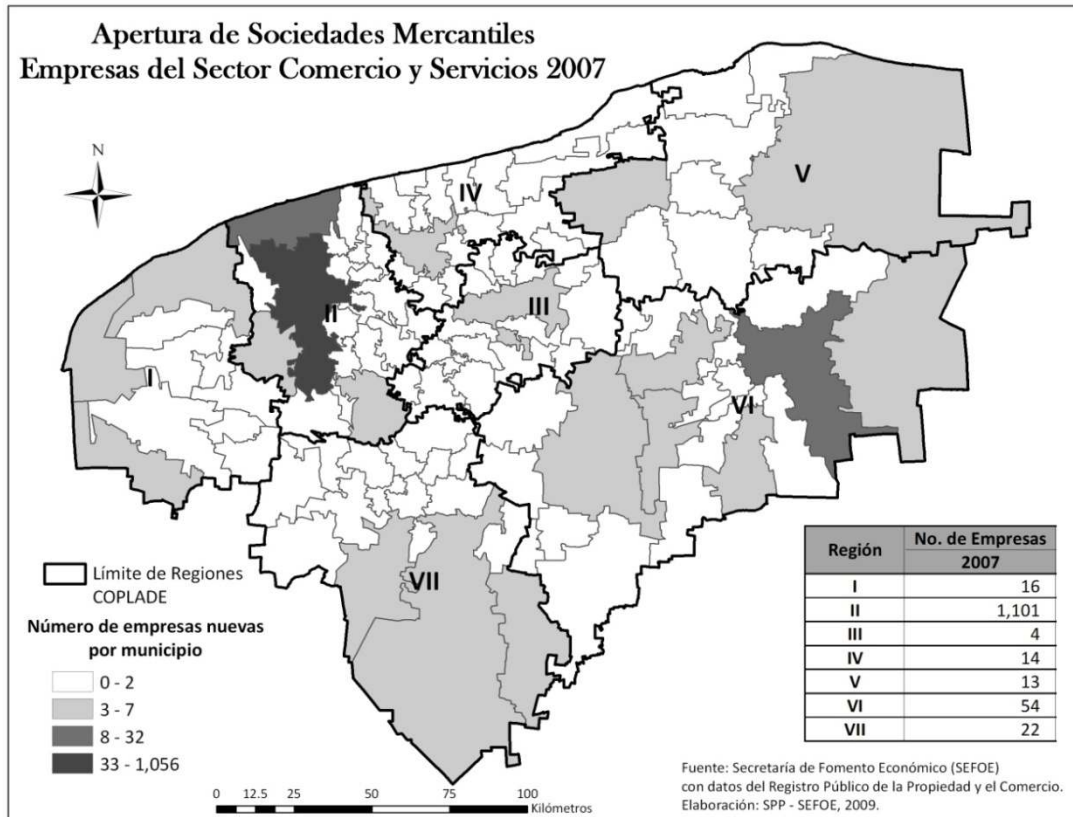 Apertura de Sociedades Mercantiles
Empresas del Sector Comercio y Servicios 2007
N
V
IV
III
II
I
VI
VII
Límite de Regiones
COPLADE
Número de empresas nuevas
por municipio
0 - 2
3 - 7
8 - 32
33 - 1,056
0 12.5 25 50 75 100
Kilómetros
Región No. de Empresas
2007
I 16
II 1,101
III 4
IV 14
V 13
VI 54
VII 22
Fuente: Secretaría de Fomento Económico (SEFOE)
con datos del Registro Público de la Propiedad y el Comercio.
Elaboración: SPP - SEFOE, 2009.